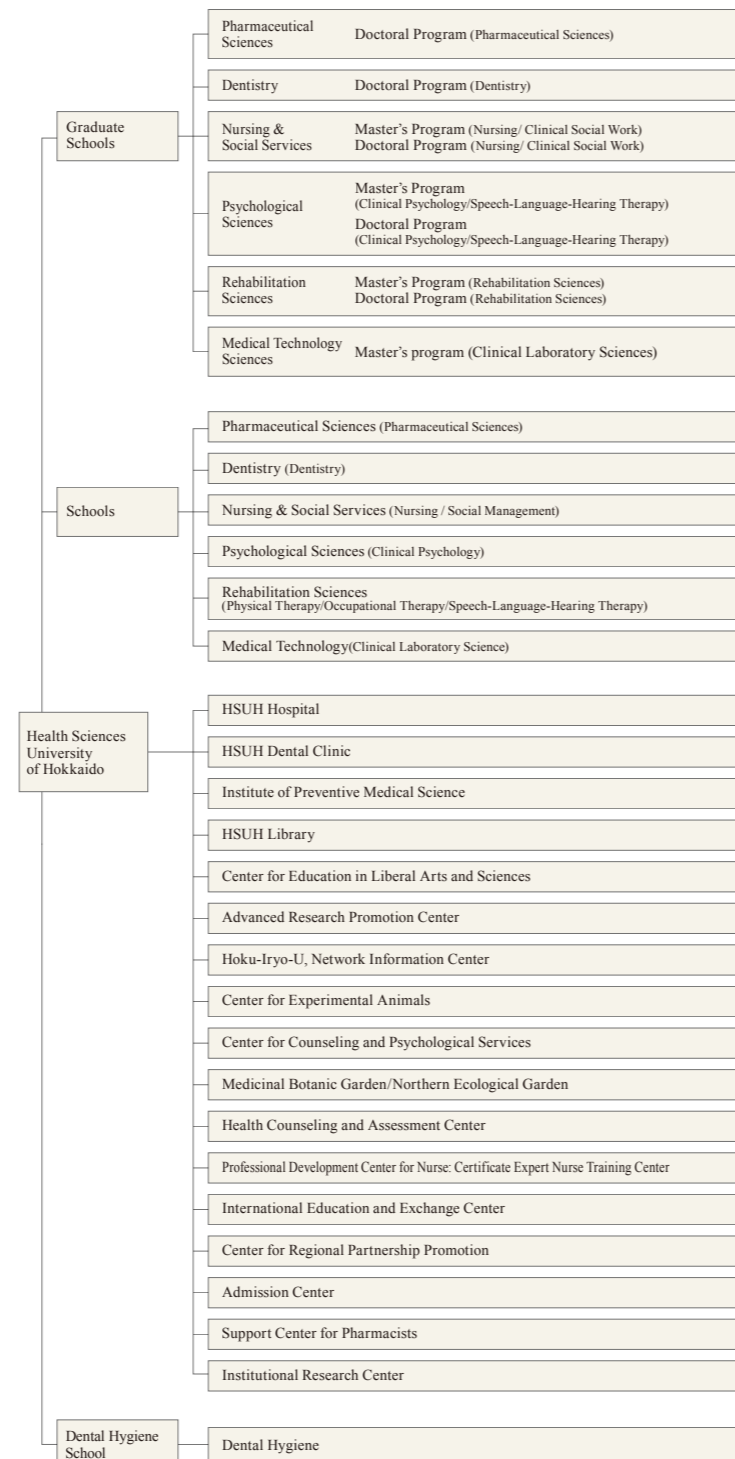 Graduate
Schools
Pharmaceutical
Sciences
Doctoral Program (Pharmaceutical Sciences)
Dentistry
Doctoral Program (Dentistry)
Nursing &
Social Services
Master's Program (Nursing/ Clinical Social Work)
Doctoral Program (Nursing/ Clinical Social Work)
Psychological
Sciences
Master's Program
(Clinical Psychology/Speech-Language-Hearing Therapy)
Doctoral Program
(Clinical Psychology/Speech-Language-Hearing Therapy)
Rehabilitation
Sciences
Master's Program (Rehabilitation Sciences)
Doctoral Program (Rehabilitation Sciences)
Medical Technology
Sciences
Master's program (Clinical Laboratory Sciences)
Schools
Pharmaceutical Sciences (Pharmaceutical Sciences)
Dentistry (Dentistry)
Nursing & Social Services (Nursing / Social Management)
Psychological Sciences (Clinical Psychology)
Rehabilitation Sciences
(Physical Therapy/Occupational Therapy/Speech-Language-Hearing Therapy)
Medical Technology(Clinical Laboratory Science)
Health Sciences
University
of Hokkaido
HSUH Hospital
HSUH Dental Clinic
Institute of Preventive Medical Science
HSUH Library
Center for Education in Liberal Arts and Sciences
Advanced Research Promotion Center
Hoku-Iryo-U, Network Information Center
Center for Experimental Animals
Center for Counseling and Psychological Services
Medicinal Botanic Garden/Northern Ecological Garden
Health Counseling and Assessment Center
Professional Development Center for Nurse: Certificate Expert Nurse Training Center
International Education and Exchange Center
Center for Regional Partnership Promotion
Admission Center
Support Center for Pharmacists
Institutional Research Center
Dental Hygiene
School
Dental Hygiene